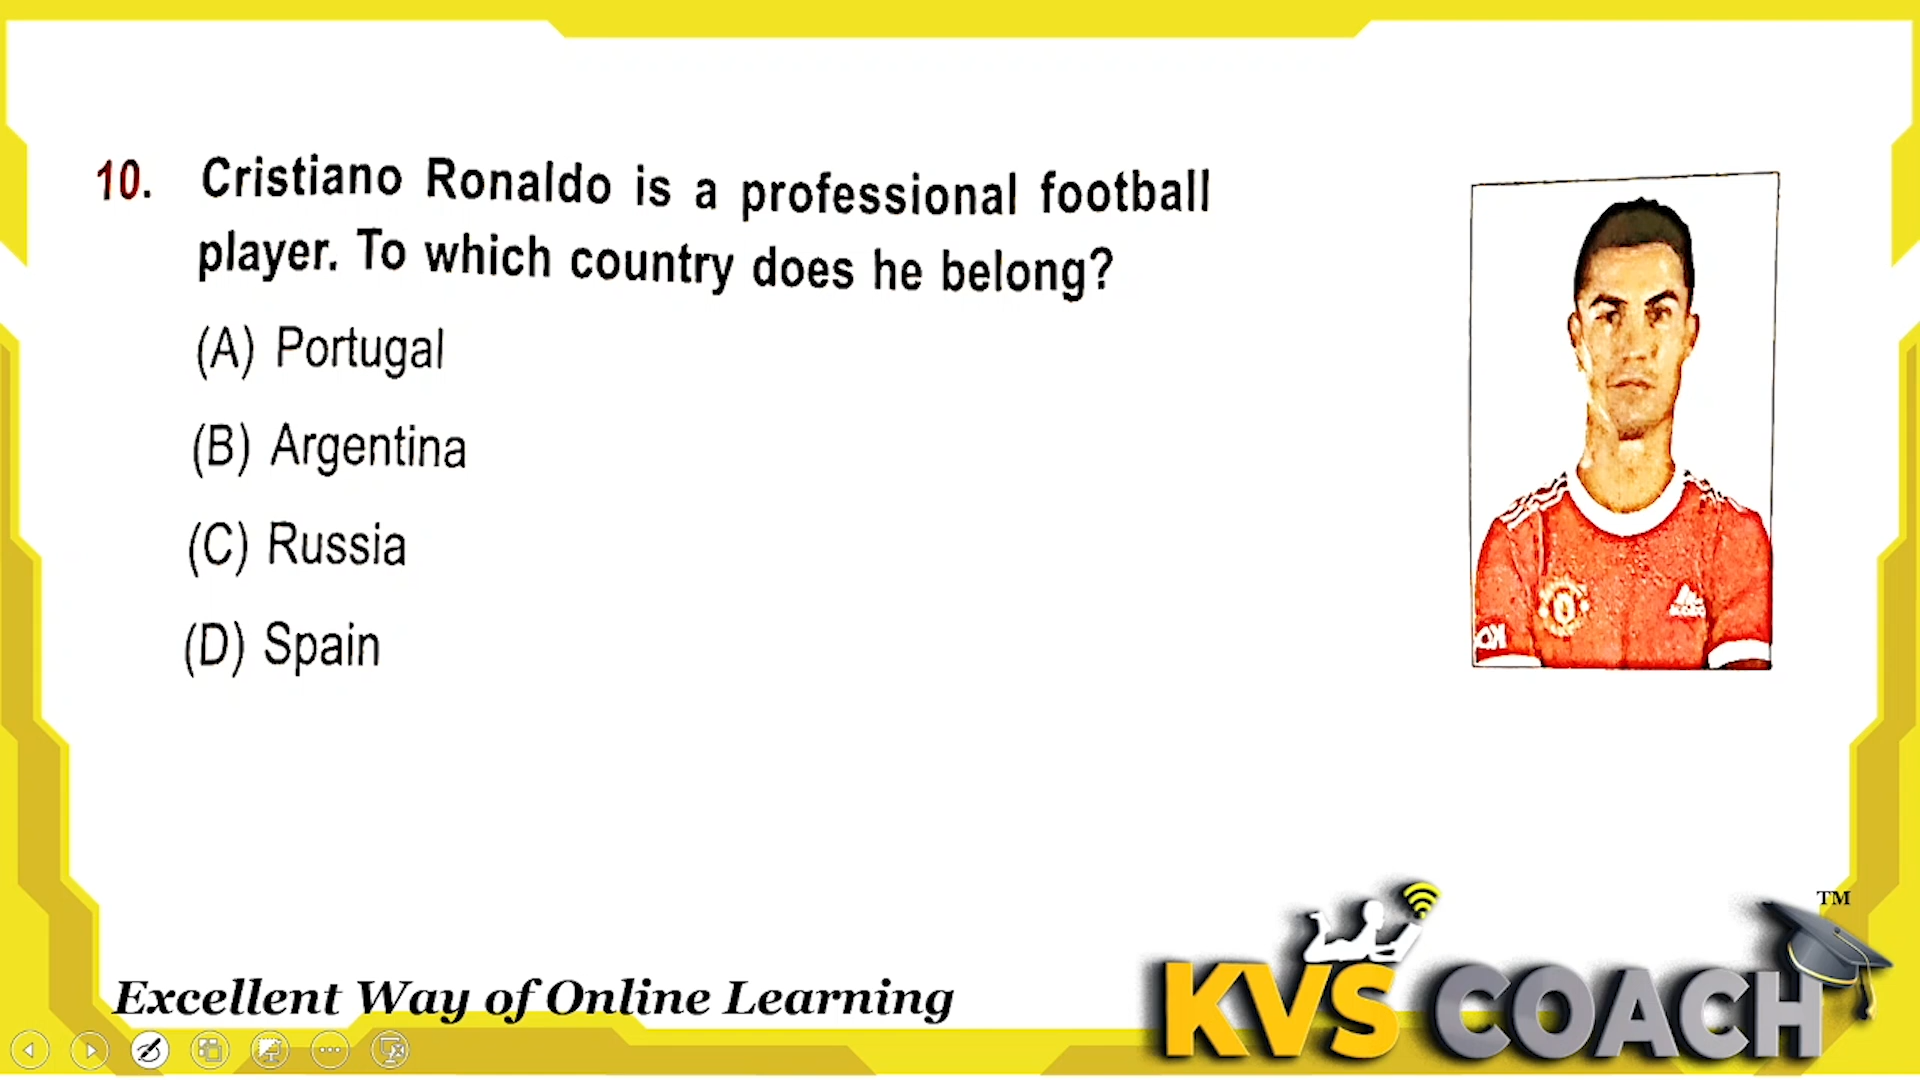 10. Cristiano Ronaldo is a professional football
player. To which country does he belong?
(A) Portugal
(B) Argentina
(C) Russia
(D) Spain
Excellent Way of Online Learning
KVS COACH
TM